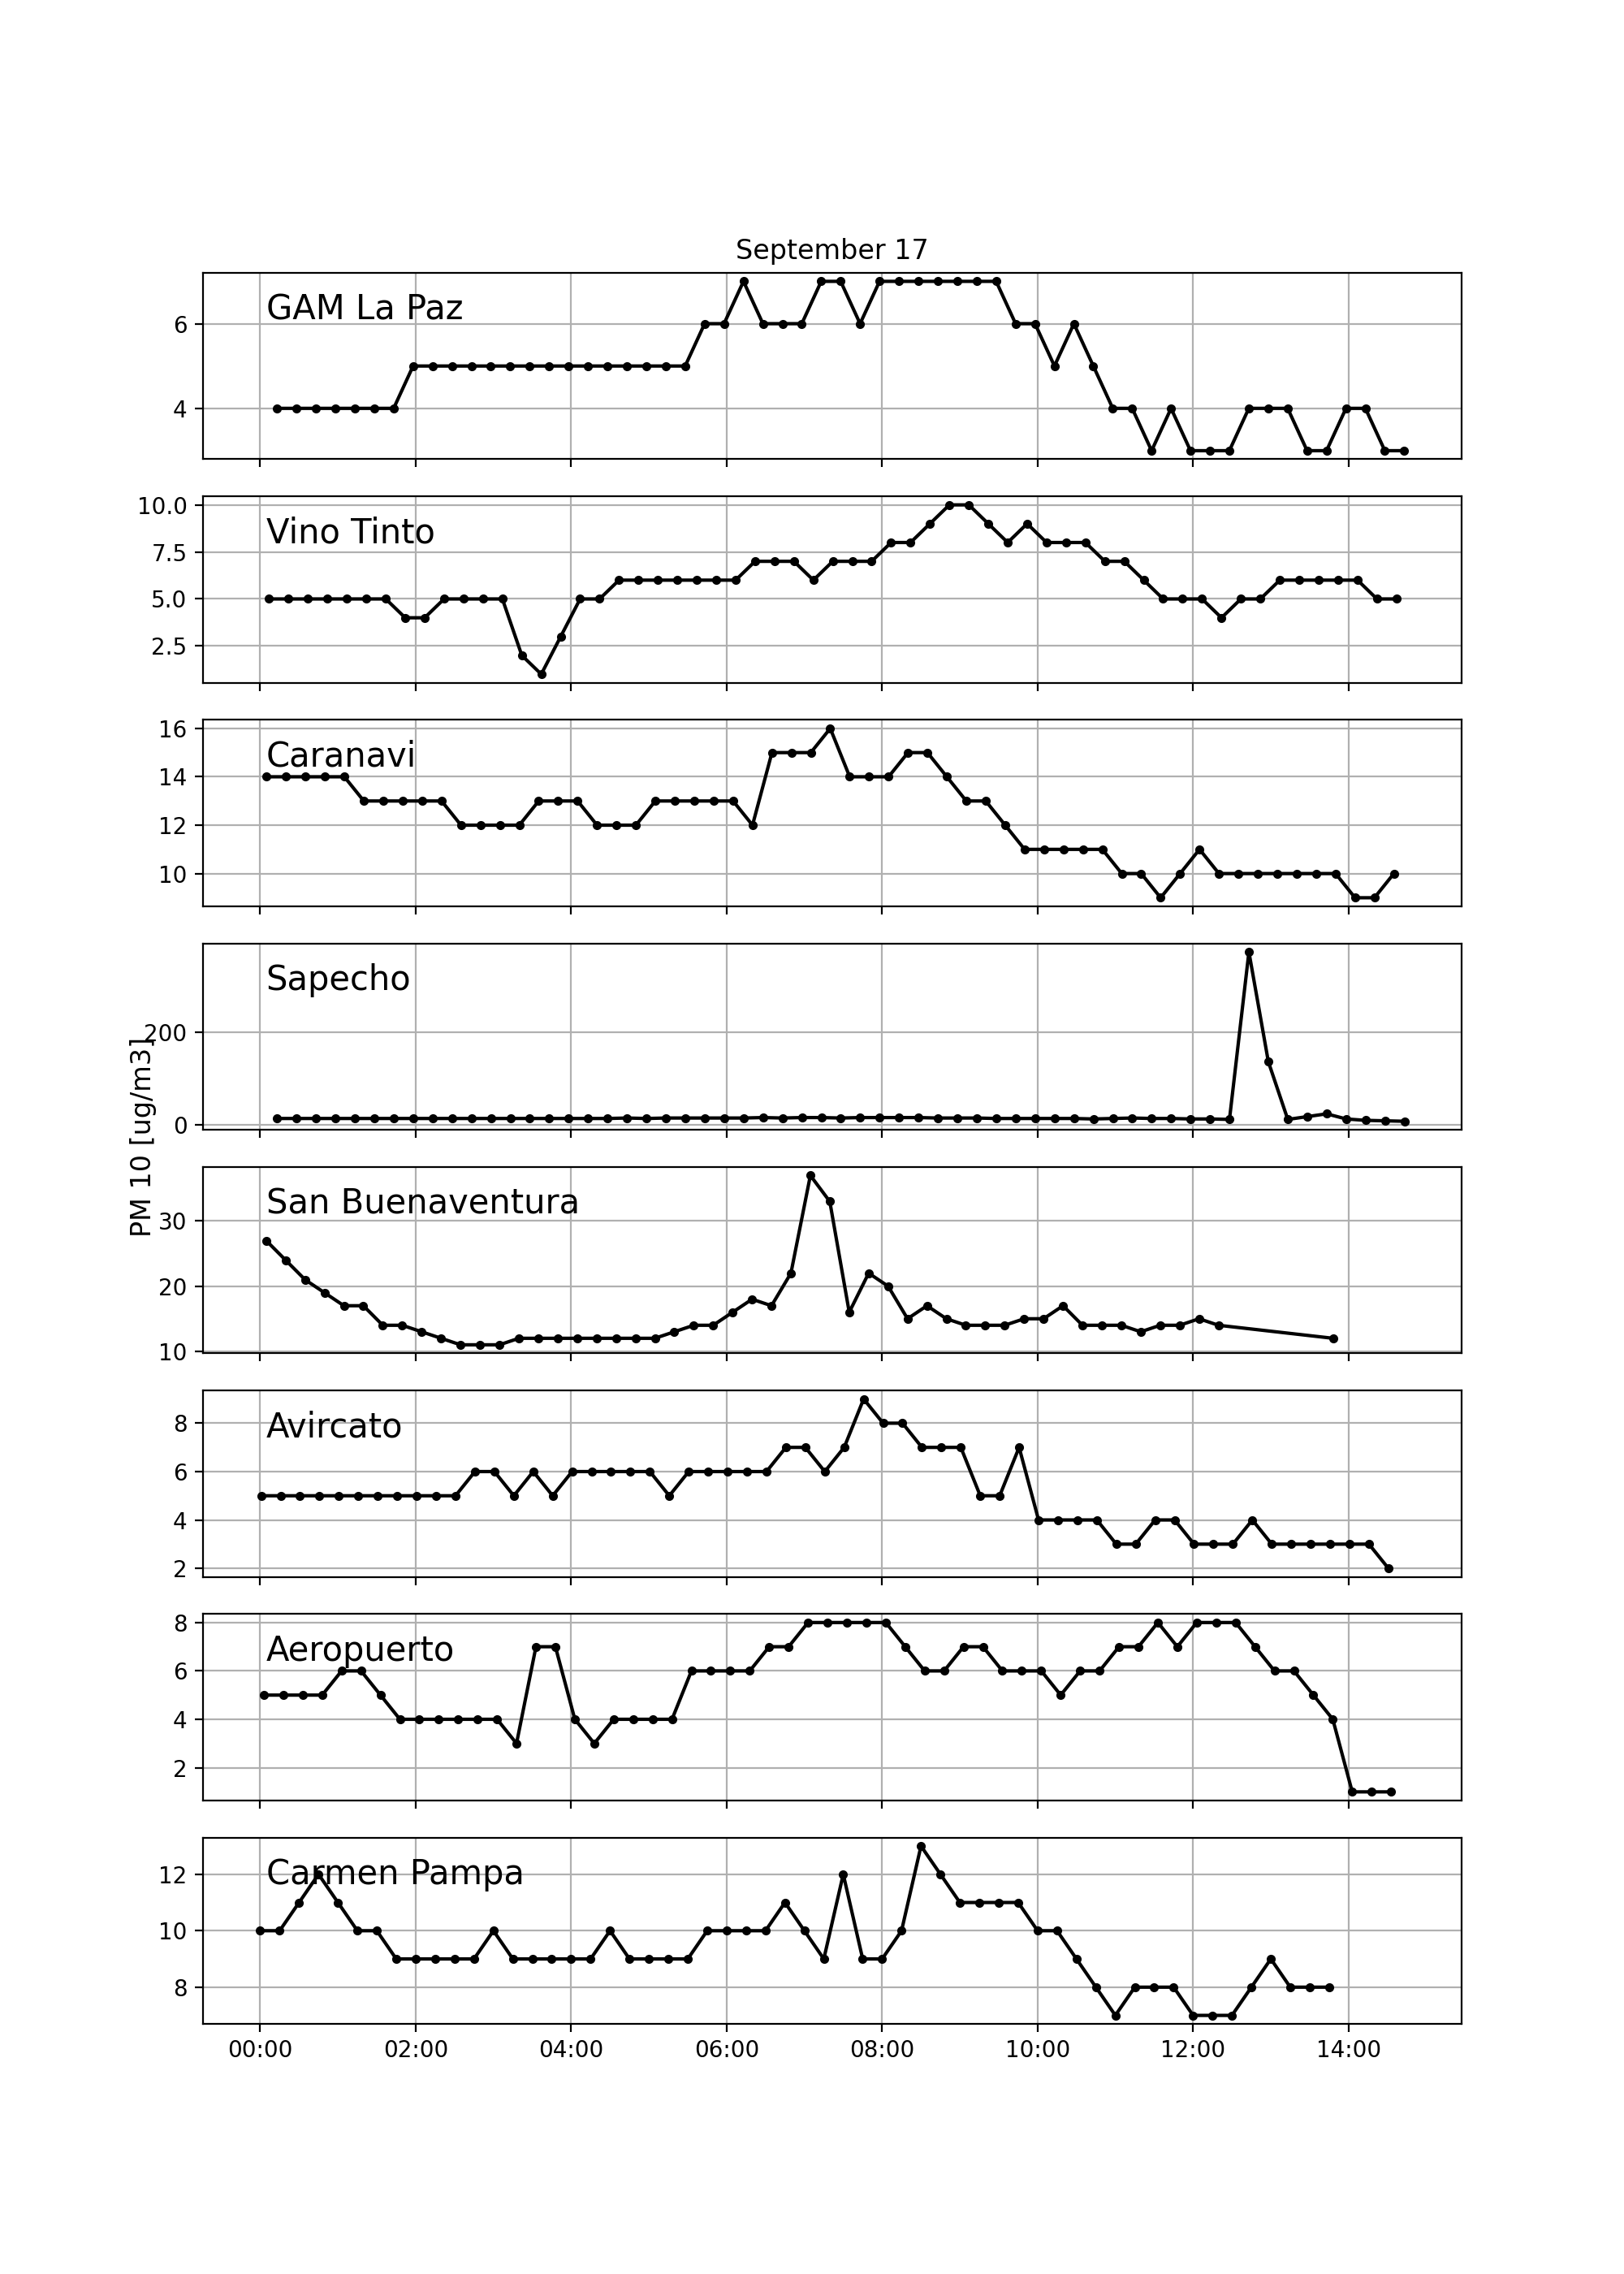 September 17
GAM La Paz
6
4
Vino Tinto
10.0
7.5
5.0
2.5
Caranavi
16
14
12
10
Sapecho
200
0
PM 10 [ug/m3]
San Buenaventura
30
20
10
Avircato
8
6
4
2
Aeropuerto
8
6
4
2
Carmen Pampa
12
10
8
00:00 02:00 04:00 06:00 08:00 10:00 12:00 14:00